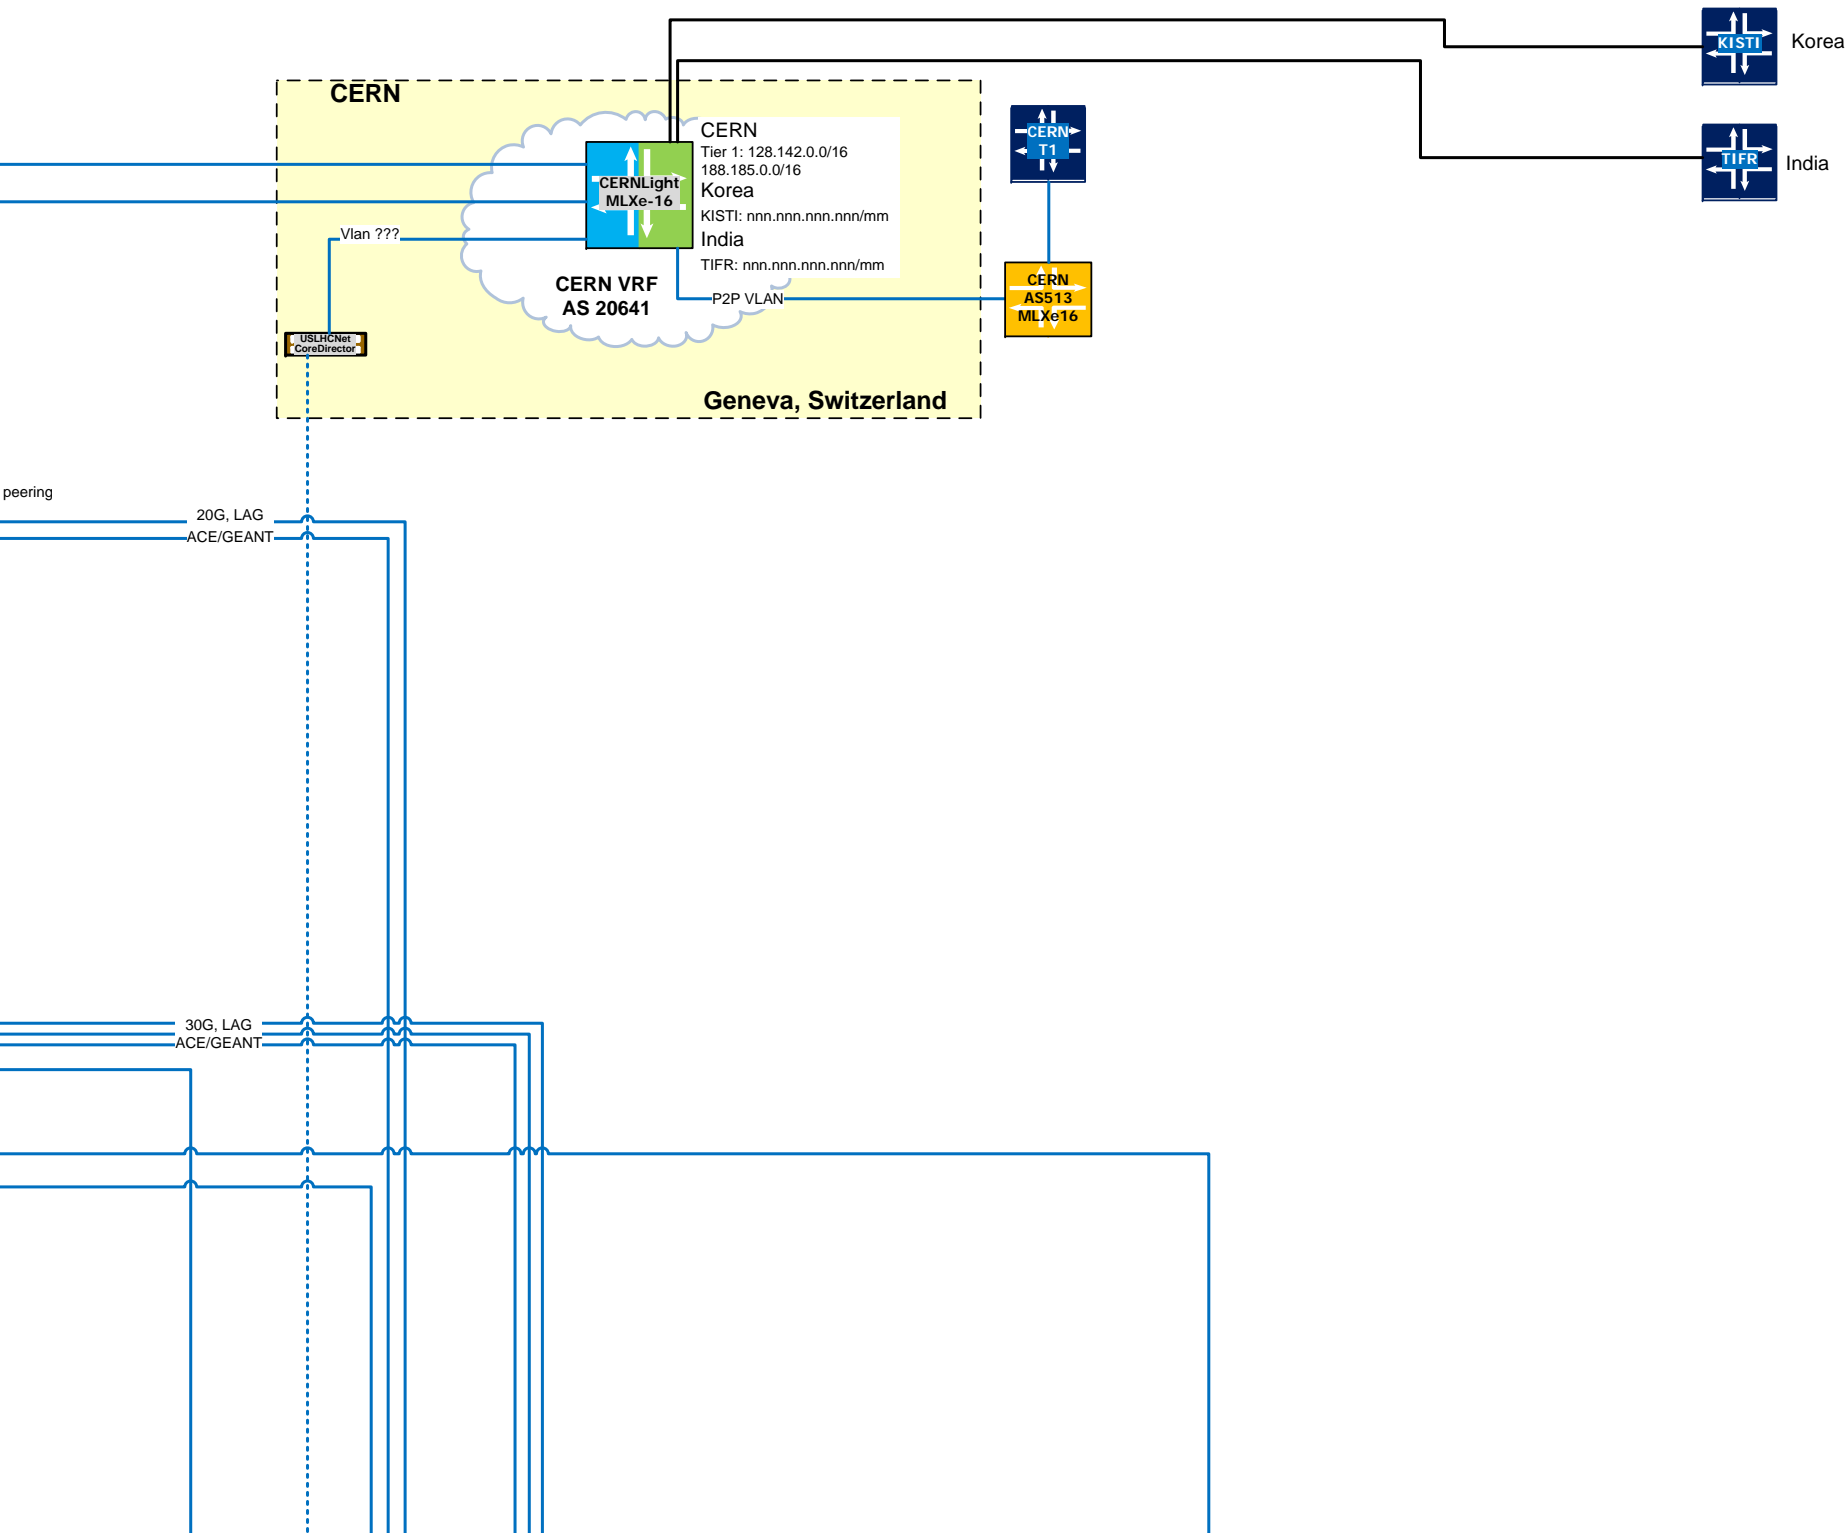 KISTI
Korea
CERN
CERN
Tier 1: 128.142.0.0/16
188.185.0.0/16
Korea
KISTI: nnn.nnn.nnn.nnn/mm
India
TIFR: nnn.nnn.nnn.nnn/mm
CERN
T1
TIFR
India
CERNLight
MLXe-16
Vlan ???
CERN VRF
AS 20641
P2P VLAN
CERN
AS513
MLXe16
USLHCNet
CoreDirector
Geneva, Switzerland
peering
20G, LAG
ACE/GEANT
30G, LAG
ACE/GEANT